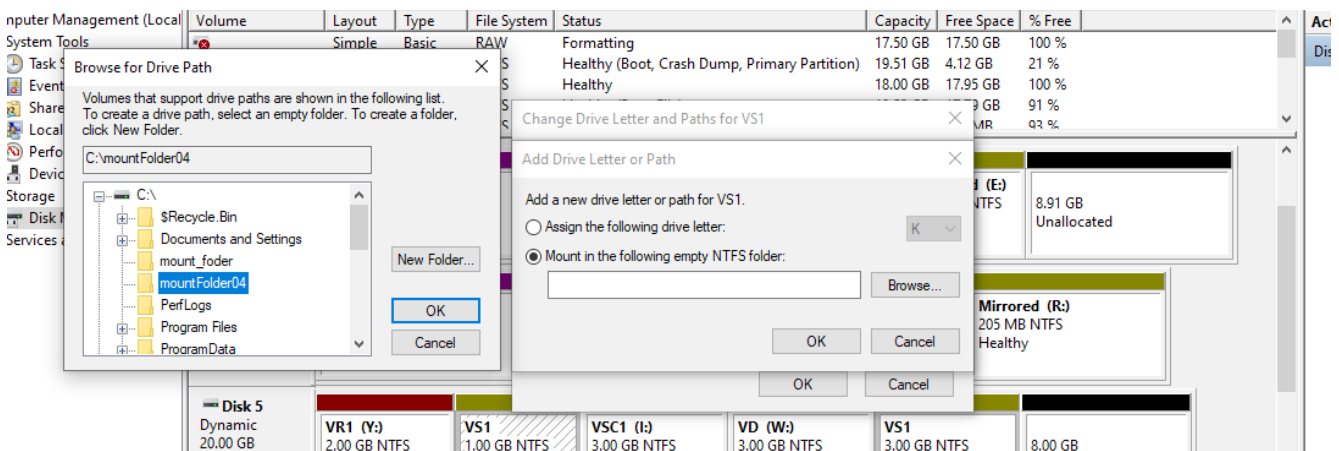 nputer Management (Local
System Tools
Task S
Event
Share
Local
Perfo
Devic
Storage
Disk M
Services a
Volume Layout Type File System Status Capacity Free Space % Free
Simple Basic RAW Formatting 17.50 GB 17.50 GB 100 %
S Healthy (Boot, Crash Dump, Primary Partition) 19.51 GB 4.12 GB 21 %
S Healthy 18.00 GB 17.95 GB 100 %
S 9 GB 91 %
S MB 93 %
Act
Dis
Browse for Drive Path
Volumes that support drive paths are shown in the following list.
To create a drive path, select an empty folder. To create a folder,
click New Folder.
C:\mountFolder04
C:\
$Recycle.Bin
Documents and Settings
mount_foder
mountFolder04
PerfLogs
Program Files
ProgramData
New Folder...
OK
Cancel
Change Drive Letter and Paths for VS1
Add Drive Letter or Path
Add a new drive letter or path for VS1.
Assign the following drive letter:
K
Mount in the following empty NTFS folder:
Browse...
OK
Cancel
OK
Cancel
d (E:)
NTFS
8.91 GB
Unallocated
Mirrored (R:)
205 MB NTFS
Healthy
Disk 5
Dynamic
20.00 GB
VR1 (Y:)
2.00 GB NTFS
VS1
1.00 GB NTFS
VSC1 (I:)
3.00 GB NTFS
VD (W:)
3.00 GB NTFS
VS1
3.00 GB NTFS
8.00 GB